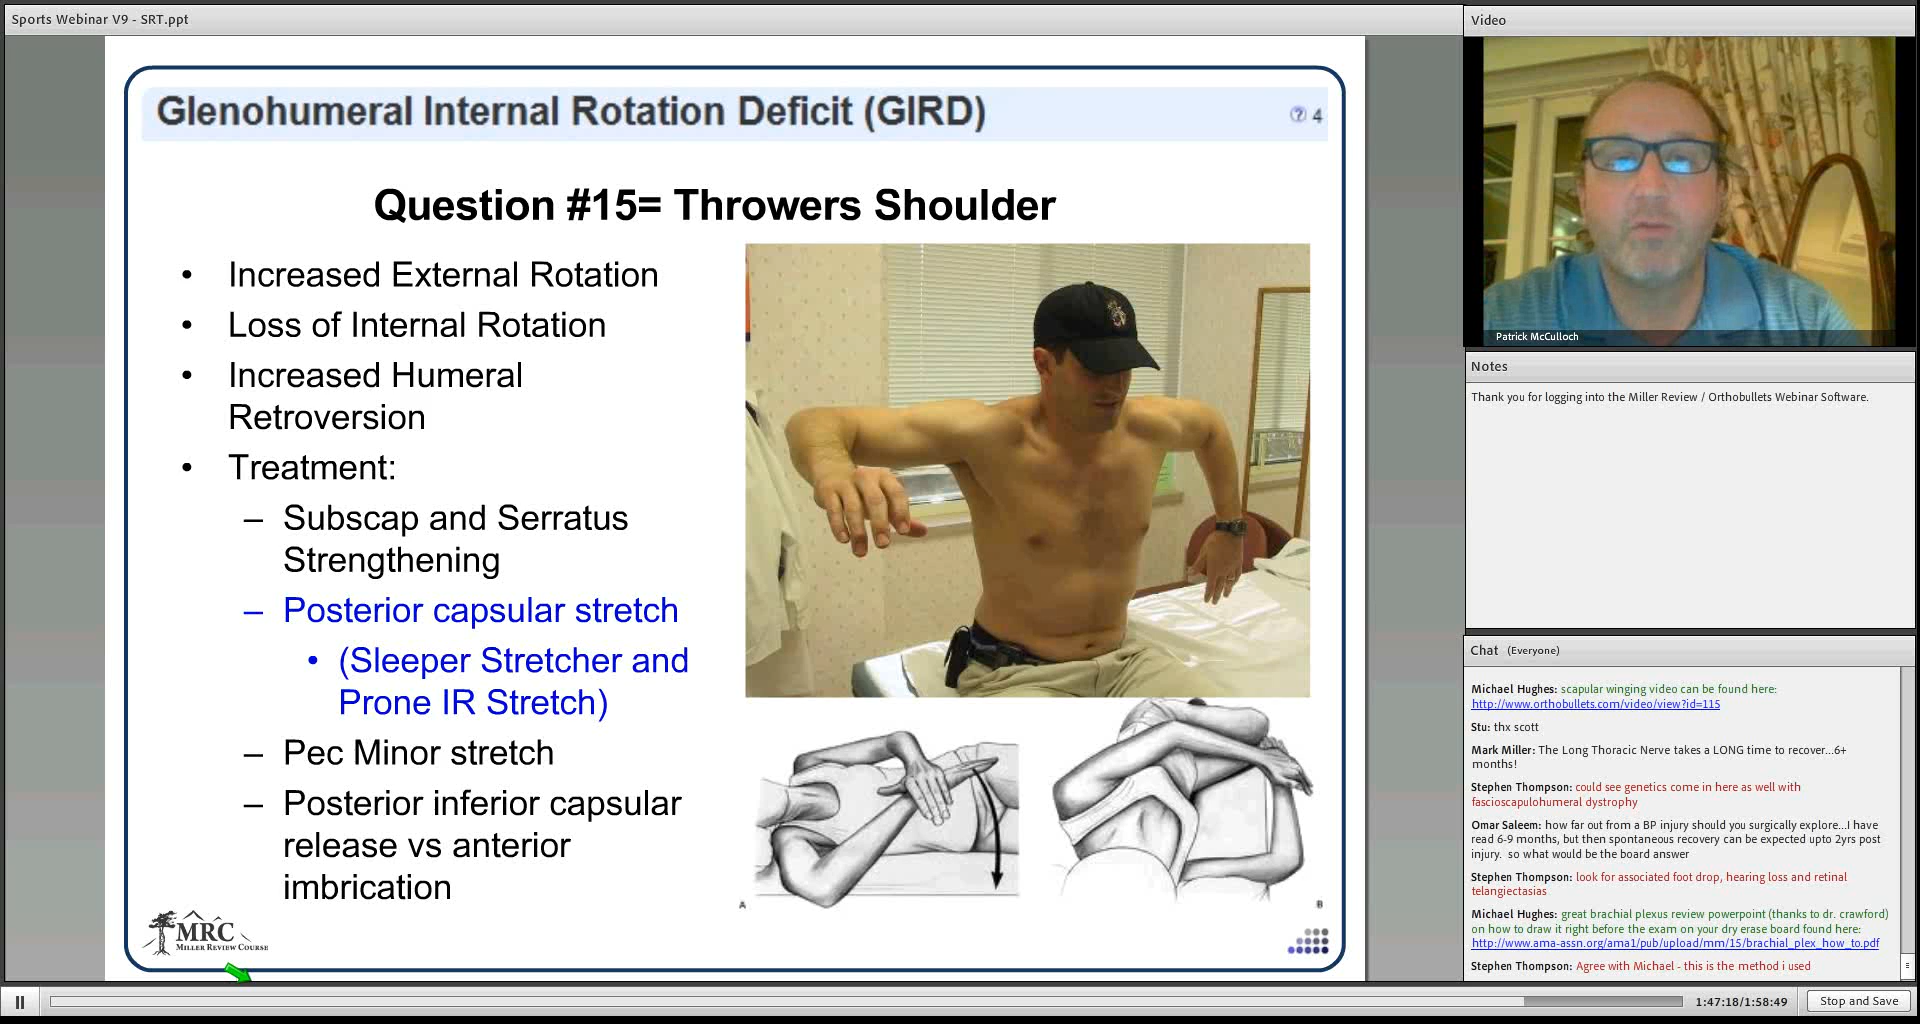 Sports Webinar V9 - SRT.ppt
Glenohumeral Internal Rotation Deficit (GIRD)
? 4
Question #15= Throwers Shoulder
• Increased External Rotation
• Loss of Internal Rotation
• Increased Humeral
Retroversion
• Treatment:
– Subscap and Serratus
Strengthening
– Posterior capsular stretch
• (Sleeper Stretcher and
Prone IR Stretch)
– Pec Minor stretch
– Posterior inferior capsular
release vs anterior
imbrication
A
B
MRC
MILLER REVIEW COURSE
Video
Patrick McCulloch
Notes
Thank you for logging into the Miller Review / Orthobullets Webinar Software.
Chat (Everyone)
Michael Hughes: scapular winging video can be found here:
http://www.orthobullets.com/video/view?id=115
Stu: thx scott
Mark Miller: The Long Thoracic Nerve takes a LONG time to recover...6+
months!
Stephen Thompson: could see genetics come in here as well with
fascioscapulohumeral dystrophy
Omar Saleem: how far out from a BP injury should you surgically explore...I have
read 6-9 months, but then spontaneous recovery can be expected upto 2yrs post
injury. so what would be the board answer
Stephen Thompson: look for associated foot drop, hearing loss and retinal
telangiectasias
Michael Hughes: great brachial plexus review powerpoint (thanks to dr. crawford)
on how to draw it right before the exam on your dry erase board found here:
http://www.ama-assn.org/ama1/pub/upload/mm/15/brachial_plex_how_to.pdf
Stephen Thompson: Agree with Michael - this is the method i used
1:47:18/1:58:49
Stop and Save